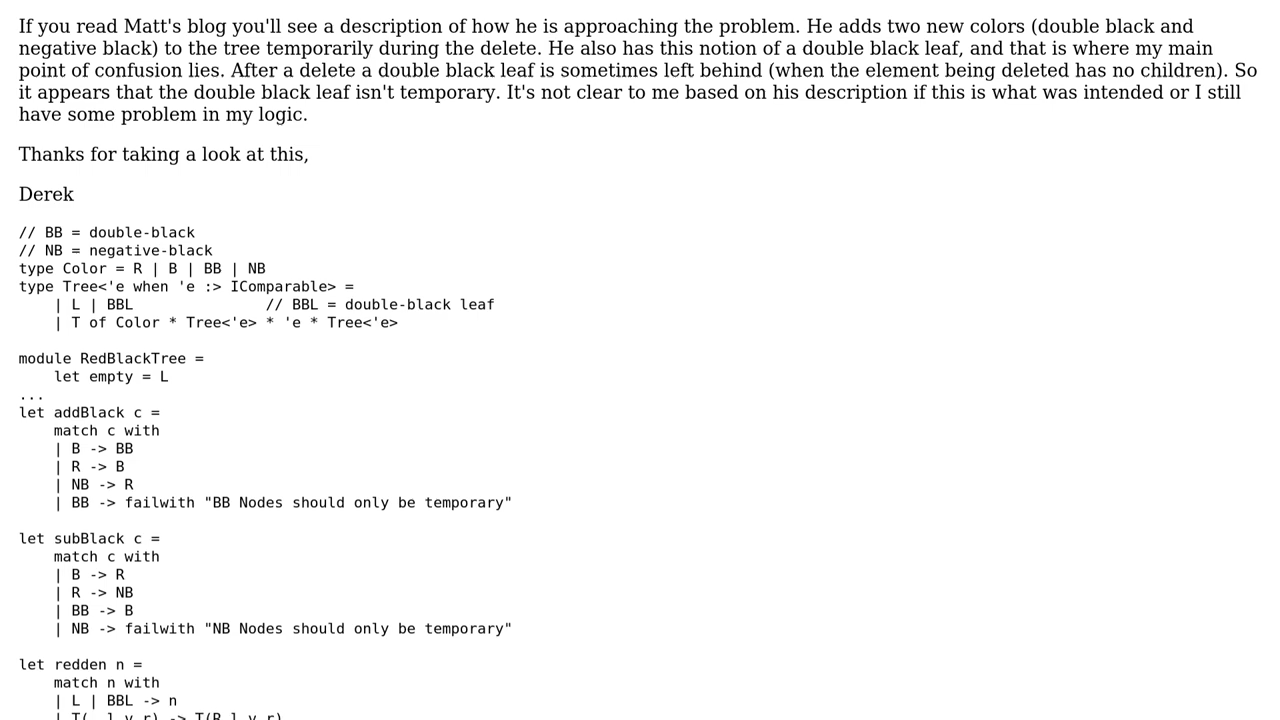 If you read Matt's blog you'll see a description of how he is approaching the problem. He adds two new colors (double black and
negative black) to the tree temporarily during the delete. He also has this notion of a double black leaf, and that is where my main
point of confusion lies. After a delete a double black leaf is sometimes left behind (when the element being deleted has no children). So
it appears that the double black leaf isn't temporary. It's not clear to me based on his description if this is what was intended or I still
have some problem in my logic.
Thanks for taking a look at this,
Derek
// BB = double-black
// NB = negative-black
type Color = R | B | BB | NB
type Tree<'e when 'e :> IComparable> =
    | L | BBL               // BBL = double-black leaf
    | T of Color * Tree<'e> * 'e * Tree<'e>
module RedBlackTree =
    let empty = L
...
let addBlack c =
    match c with
    | B -> BB
    | R -> B
    | NB -> R
    | BB -> failwith "BB Nodes should only be temporary"
let subBlack c =
    match c with
    | B -> R
    | R -> NB
    | BB -> B
    | NB -> failwith "NB Nodes should only be temporary"
let redden n =
    match n with
    | L | BBL -> n
    | T(_,l,v,r) -> T(R,l,v,r)